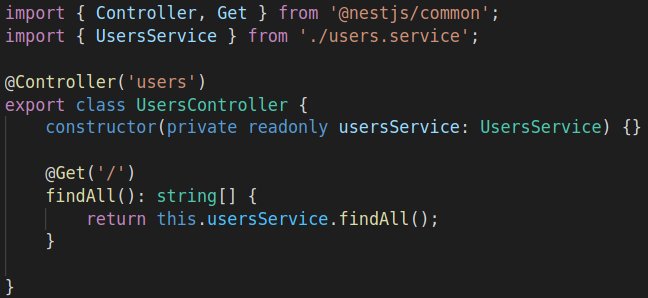 import { Controller, Get } from '@nestjs/common';
import { UsersService } from './users.service';

@Controller('users')
export class UsersController {
    constructor(private readonly usersService: UsersService) {}

    @Get('/')
    findAll(): string[] {
        return this.usersService.findAll();
    }

}